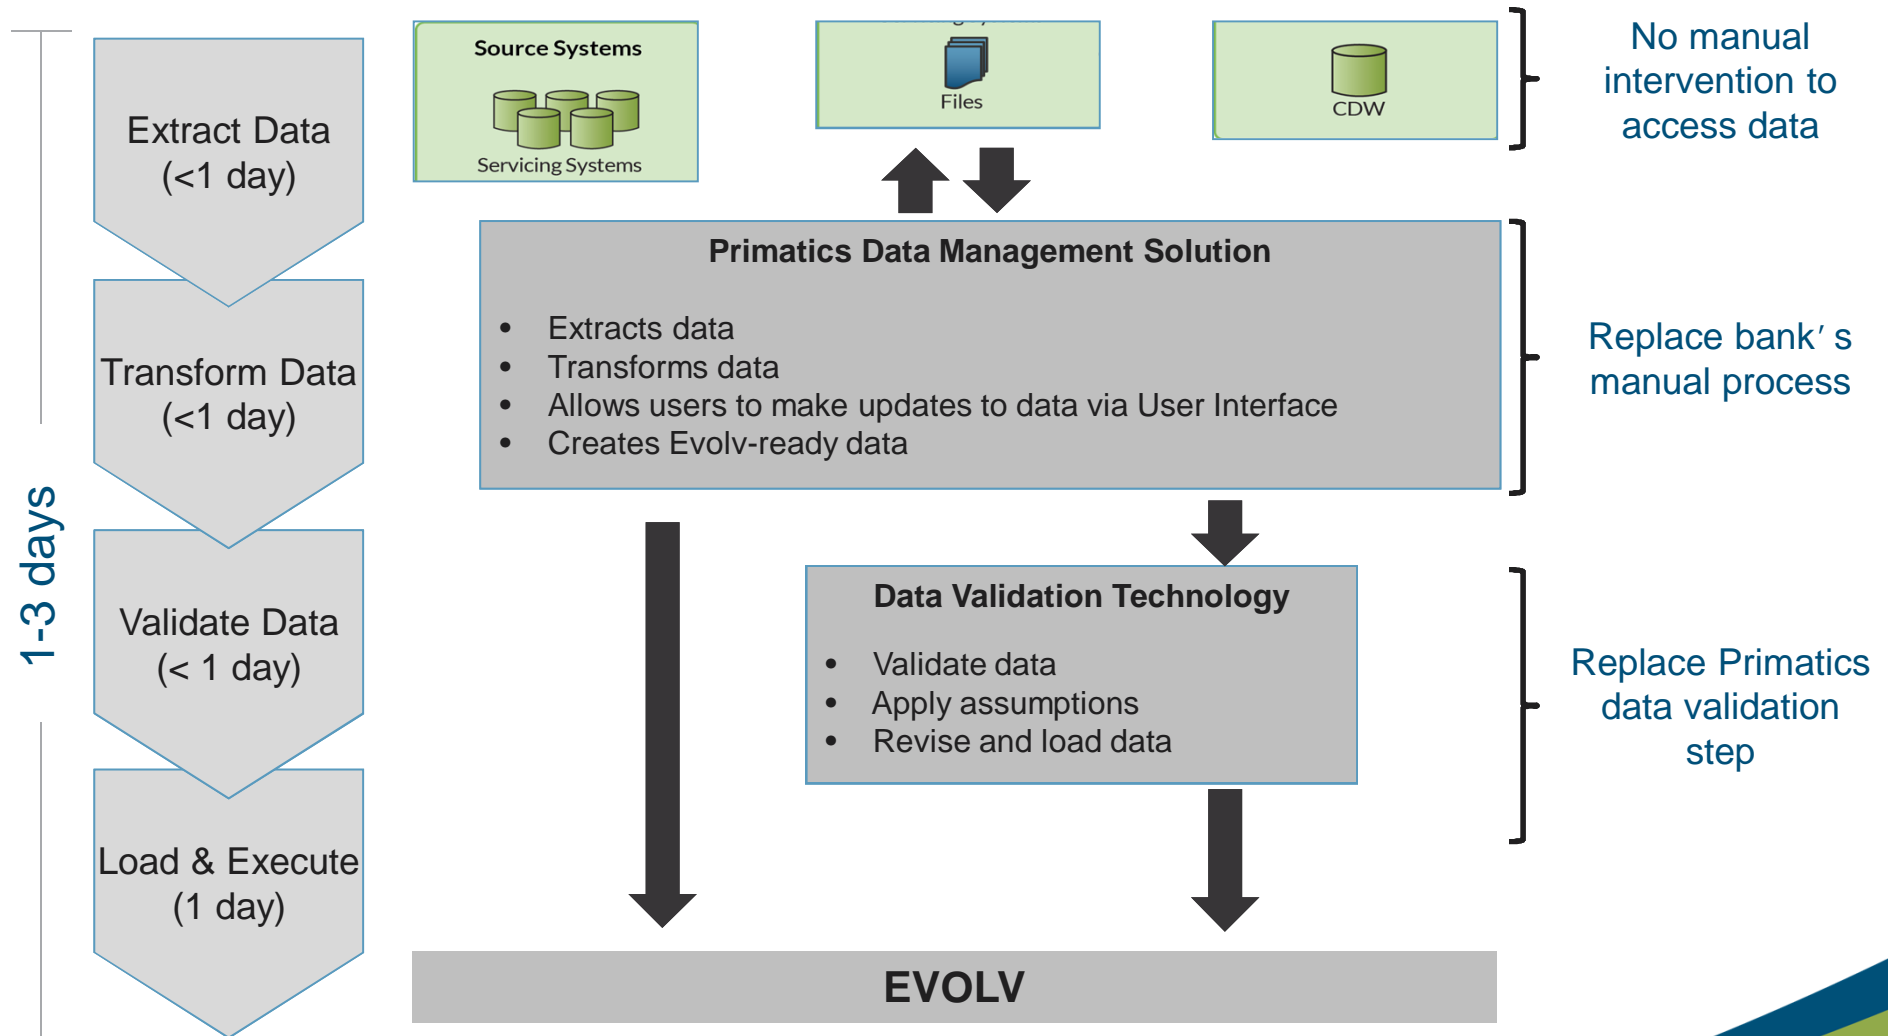 1-3 days
Extract Data
(<1 day)
Transform Data
(<1 day)
Validate Data
(< 1 day)
Load & Execute
(1 day)
Source Systems
Servicing Systems
Files
CDW
No manual
intervention to
access data
Primatics Data Management Solution
• Extracts data
• Transforms data
• Allows users to make updates to data via User Interface
• Creates Evolv-ready data
Replace bank’ s
manual process
Data Validation Technology
• Validate data
• Apply assumptions
• Revise and load data
Replace Primatics
data validation
step
EVOLV